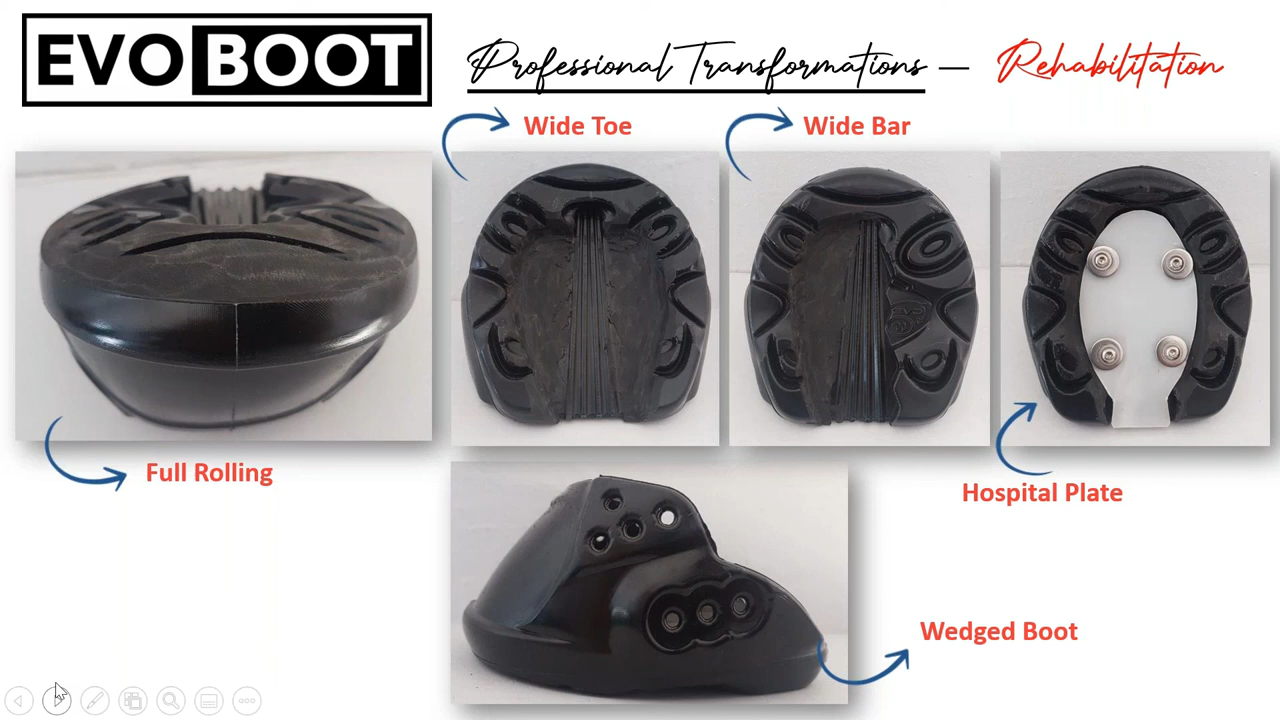 EVO BOOT
Professional Transformations — Rehabilitation
Wide Toe
Wide Bar
Full Rolling
Hospital Plate
Wedged Boot